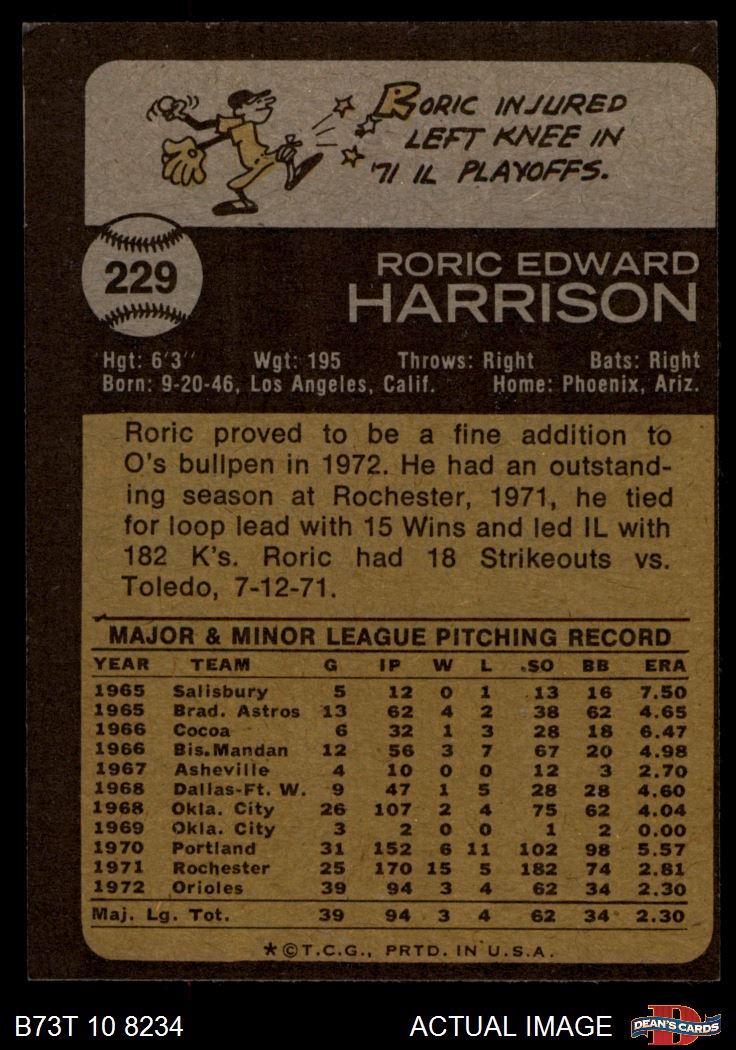 RORIC INJURED
LEFT KNEE IN
'71 IL PLAYOFFS.
229
RORIC EDWARD
HARRISON
Hgt: 6'3" Wgt: 195 Throws: Right Bats: Right
Born: 9-20-46, Los Angeles, Calif. Home: Phoenix, Ariz.
Roric proved to be a fine addition to
O's bullpen in 1972. He had an outstand-
ing season at Rochester, 1971, he tied
for loop lead with 15 Wins and led IL with
182 K's. Roric had 18 Strikeouts vs.
Toledo, 7-12-71.
MAJOR & MINOR LEAGUE PITCHING RECORD
YEAR TEAM G IP W L SO BB ERA
1965 Salisbury 5 12 0 1 13 16 7.50
1965 Brad. Astros 13 62 4 2 38 62 4.65
1966 Cocoa 6 32 1 3 28 18 6.47
1966 Bis.Mandan 12 56 3 7 67 20 4.98
1967 Asheville 4 10 0 0 12 3 2.70
1968 Dallas-Ft. W. 9 47 1 5 28 28 4.60
1968 Okla. City 26 107 2 4 75 62 4.04
1969 Okla. City 3 2 0 0 1 2 0.00
1970 Portland 31 152 6 11 102 98 5.57
1971 Rochester 25 170 15 5 182 74 2.81
1972 Orioles 39 94 3 4 62 34 2.30
Maj. Lg. Tot. 39 94 3 4 62 34 2.30
*©T.C.G., PRTD. IN U.S.A.
B73T 10 8234 ACTUAL IMAGE DEAN'S CARDS